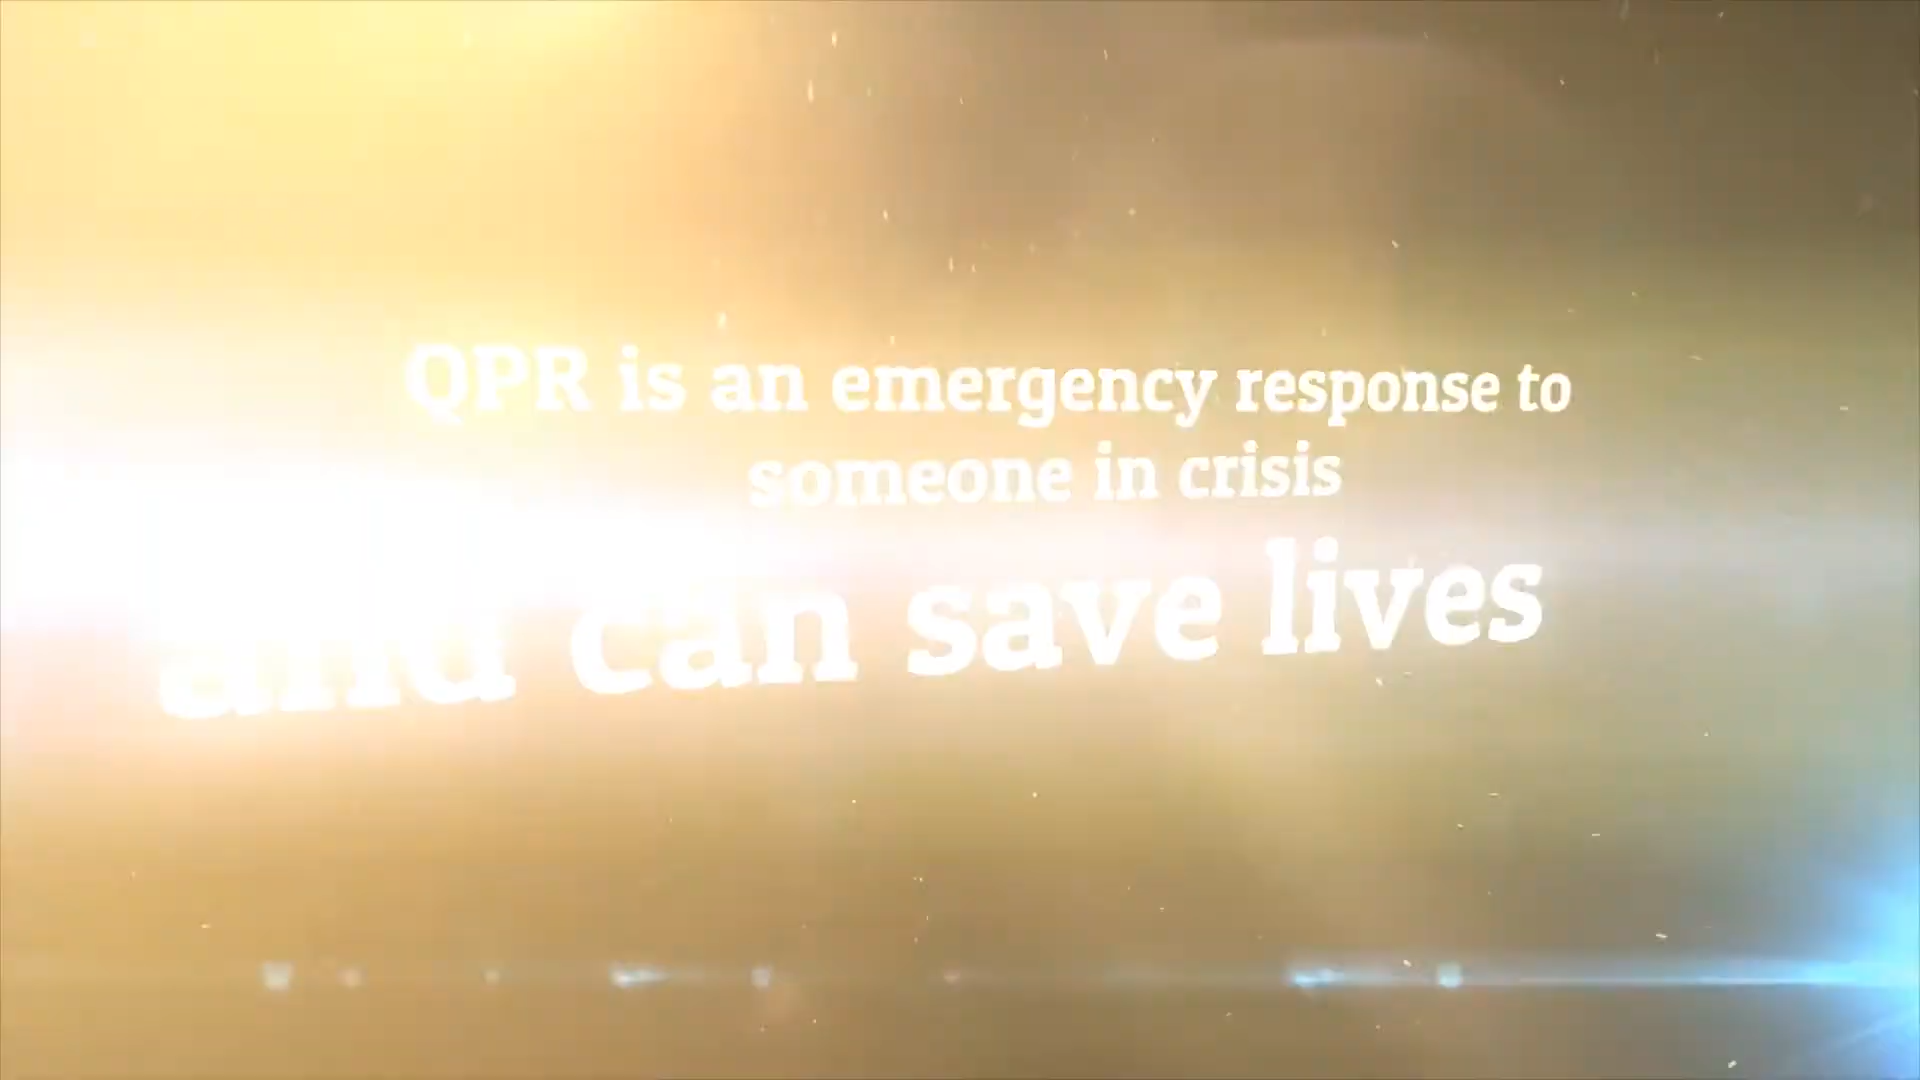 QPR is an emergency response to
someone in crisis
and can save lives